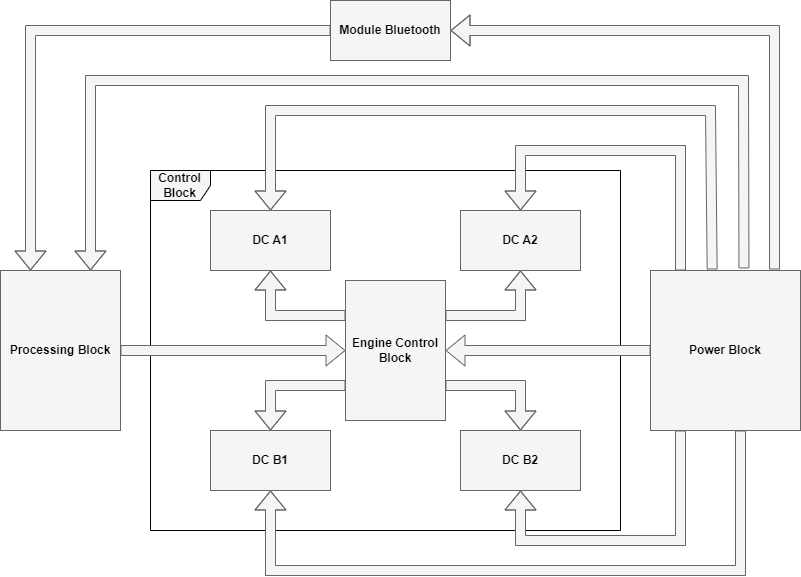 Module Bluetooth
Control
Block
DC A1
DC A2
Processing Block
Engine Control
Block
Power Block
DC B1
DC B2